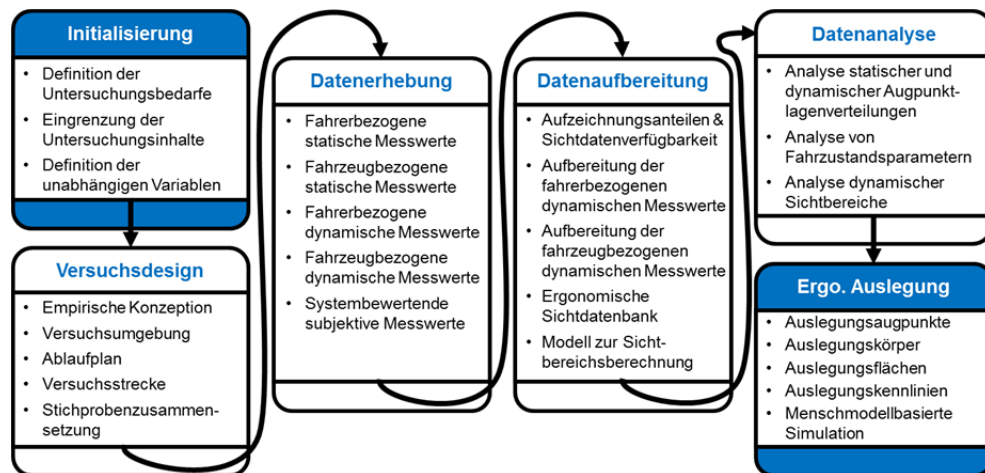 Initialisierung
• Definition der
Untersuchungsbedarfe
• Eingrenzung der
Untersuchungsinhalte
• Definition der
unabhängigen Variablen
Versuchsdesign
• Empirische Konzeption
• Versuchsumgebung
• Ablaufplan
• Versuchsstrecke
• Stichprobenzusammen-
setzung
Datenerhebung
• Fahrerbezogene
statische Messwerte
• Fahrzeugbezogene
statische Messwerte
• Fahrerbezogene
dynamische Messwerte
• Fahrzeugbezogene
dynamische Messwerte
• Systembewertende
subjektive Messwerte
Datenaufbereitung
• Aufzeichnungsanteilen &
Sichtdatenverfügbarkeit
• Aufbereitung der
fahrerbezogenen
dynamischen Messwerte
• Aufbereitung der
fahrzeugbezogenen
dynamischen Messwerte
• Ergonomische
Sichtdatenbank
• Modell zur Sicht-
bereichsberechnung
Datenanalyse
• Analyse statischer und
dynamischer Augpunkt-
lagenverteilungen
• Analyse von
Fahrzustandsparametern
• Analyse dynamischer
Sichtbereiche
Ergo. Auslegung
• Auslegungsaugpunkte
• Auslegungskörper
• Auslegungsflächen
• Auslegungskennlinien
• Menschmodellbasierte
Simulation